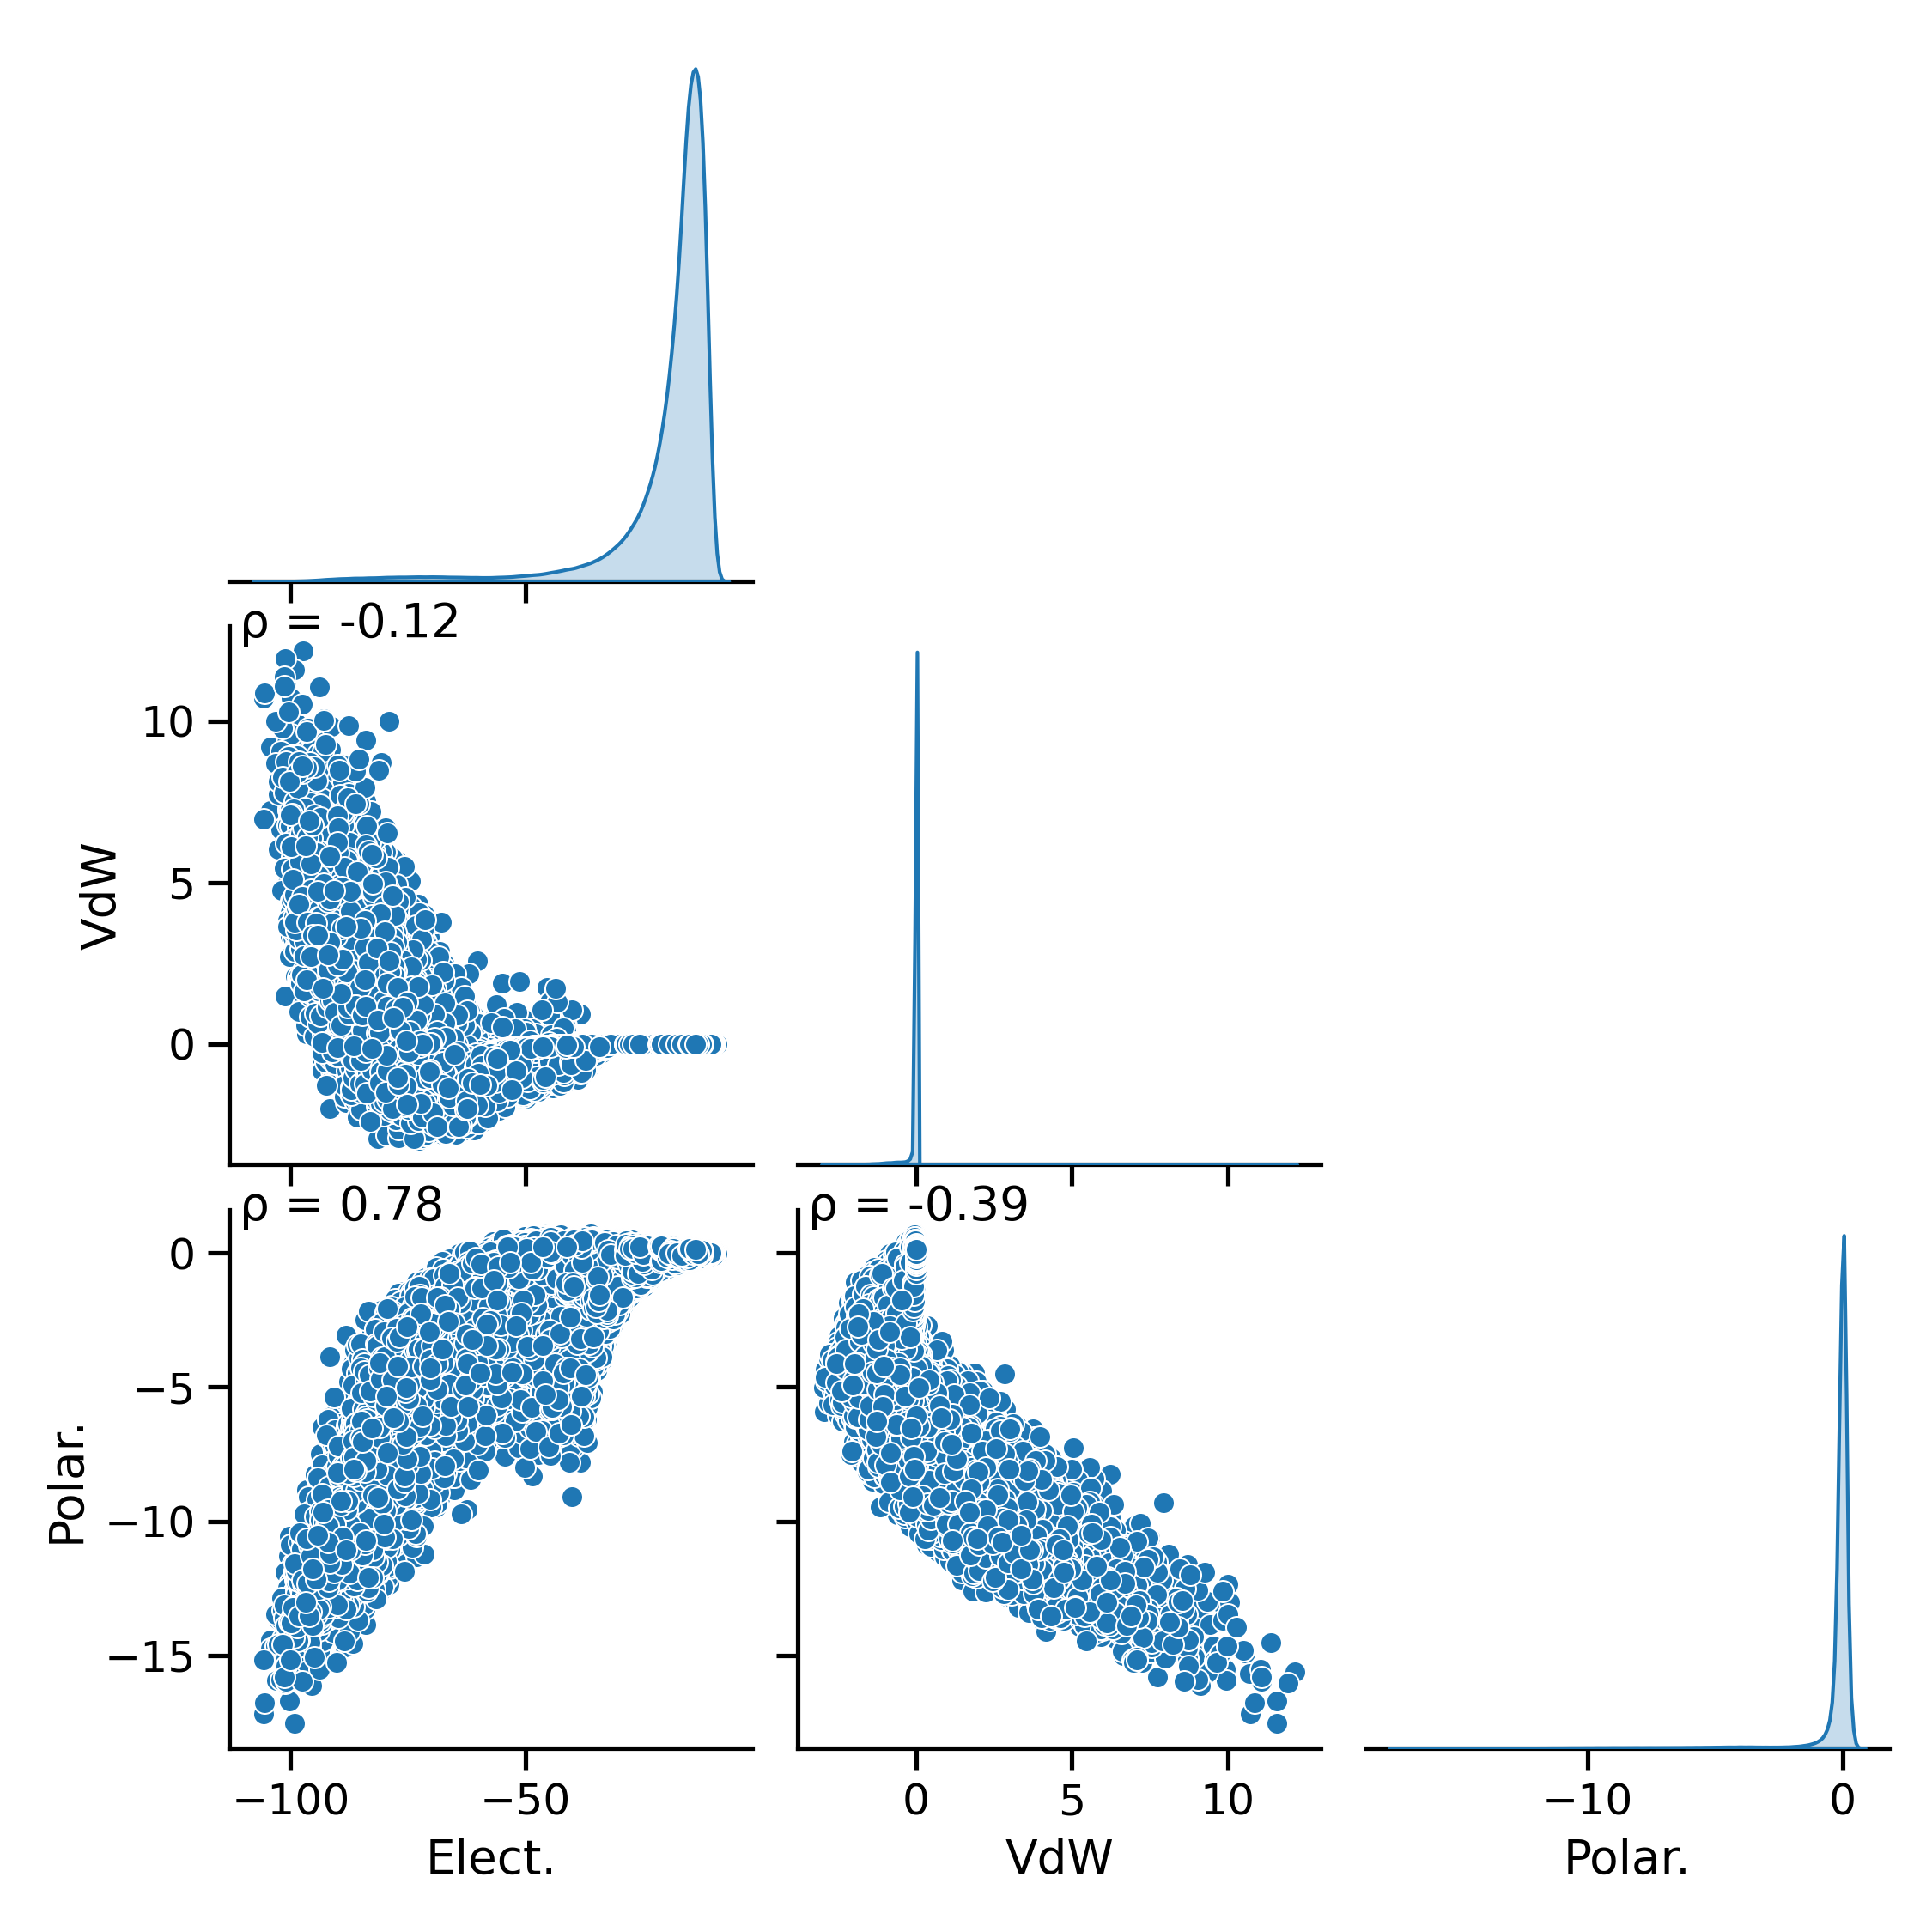 ρ = -0.12
10
5
0
VdW
ρ = 0.78
ρ = -0.39
0
−5
−10
−15
Polar.
−100
−50
0
5
10
−10
0
Elect.
VdW
Polar.